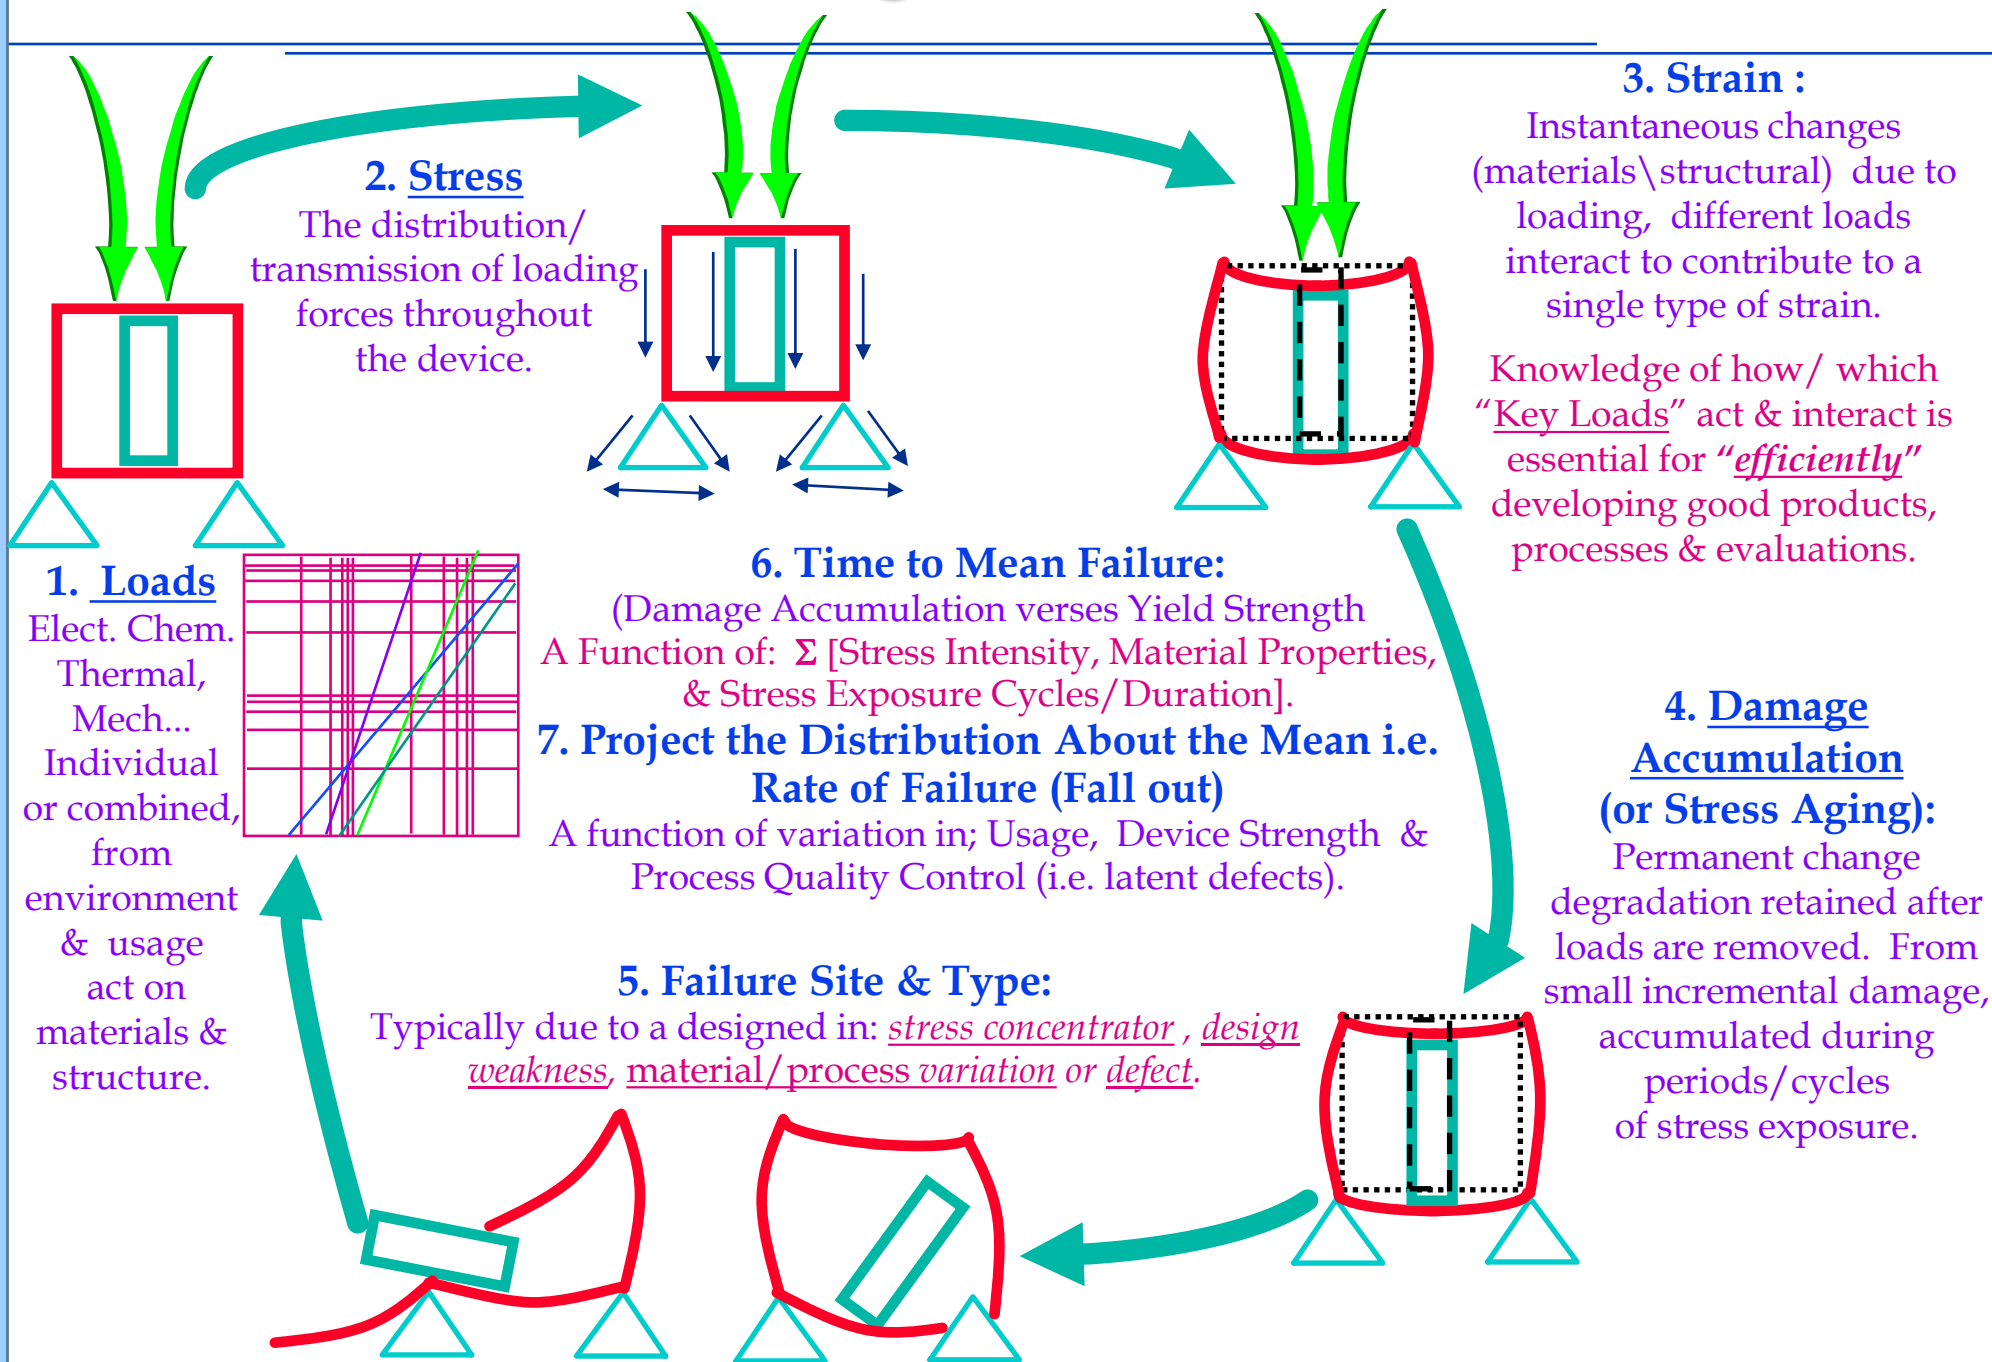 1. Loads
Elect. Chem.
Thermal,
Mech...
Individual
or combined,
from
environment
& usage
act on
materials &
structure.
2. Stress
The distribution/
transmission of loading
forces throughout
the device.
3. Strain :
Instantaneous changes
(materials\structural) due to
loading, different loads
interact to contribute to a
single type of strain.
Knowledge of how/ which
“Key Loads” act & interact is
essential for “efficiently”
developing good products,
processes & evaluations.
4. Damage
Accumulation
(or Stress Aging):
Permanent change
degradation retained after
loads are removed. From
small incremental damage,
accumulated during
periods/cycles
of stress exposure.
5. Failure Site & Type:
Typically due to a designed in: stress concentrator , design
weakness, material/process variation or defect.
6. Time to Mean Failure:
(Damage Accumulation verses Yield Strength
A Function of: Σ [Stress Intensity, Material Properties,
& Stress Exposure Cycles/Duration].
7. Project the Distribution About the Mean i.e.
Rate of Failure (Fall out)
A function of variation in; Usage, Device Strength &
Process Quality Control (i.e. latent defects).